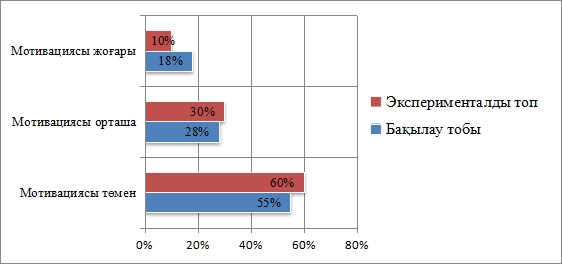 Мотивациясы жоғары
10%
18%
Мотивациясы орташа
30%
28%
Мотивациясы төмен
60%
55%
0%
20%
40%
60%
80%
Эксперименталды топ
Бақылау тобы